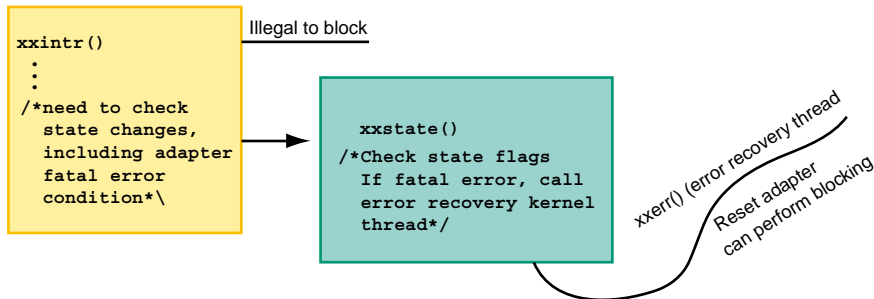 Illegal to block
xxintr()
.
.
.
/*need to check
state changes,
including adapter
fatal error
condition*\
xxstate()
/*Check state flags
If fatal error, call
error recovery kernel
thread*/
xxerr() (error recovery thread
Reset adapter
can perform blocking